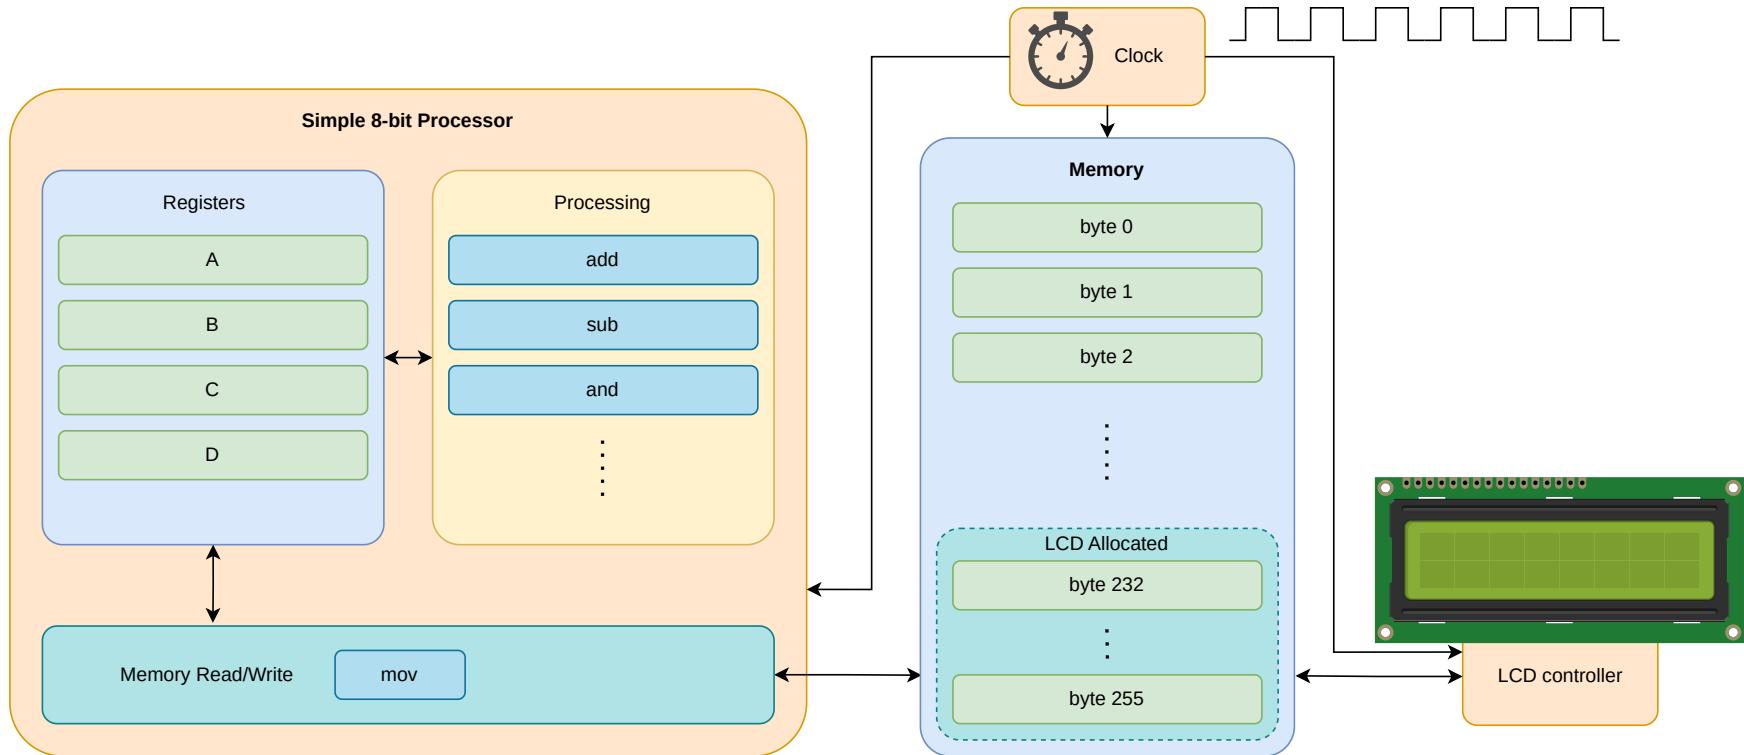 Clock
Simple 8-bit Processor
Registers
A
B
C
D
Processing
add
sub
and
Memory Read/Write
mov
Memory
byte 0
byte 1
byte 2
LCD Allocated
byte 232
byte 255
LCD controller